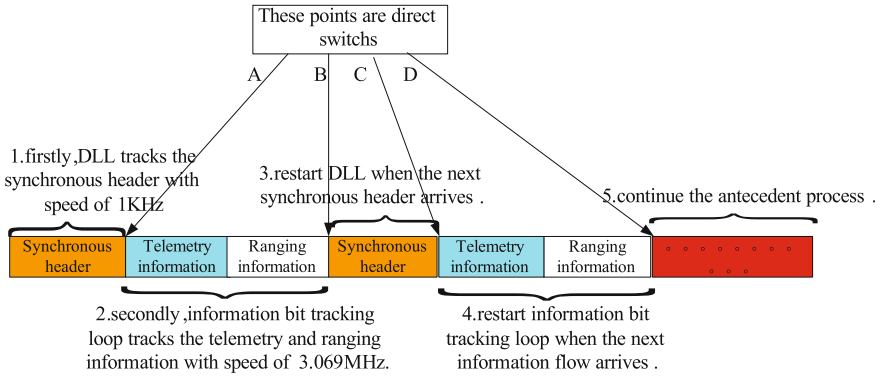 These points are direct
switchs
A
B
C
D
1.firstly,DLL tracks the
synchronous header with
speed of 1KHz
3.restart DLL when the next
synchronous header arrives .
5.continue the antecedent process .
Synchronous
header
Telemetry
information
Ranging
information
Synchronous
header
Telemetry
information
Ranging
information
2.secondly ,information bit tracking
loop tracks the telemetry and ranging
information with speed of 3.069MHz.
4.restart information bit
tracking loop when the next
information flow arrives .